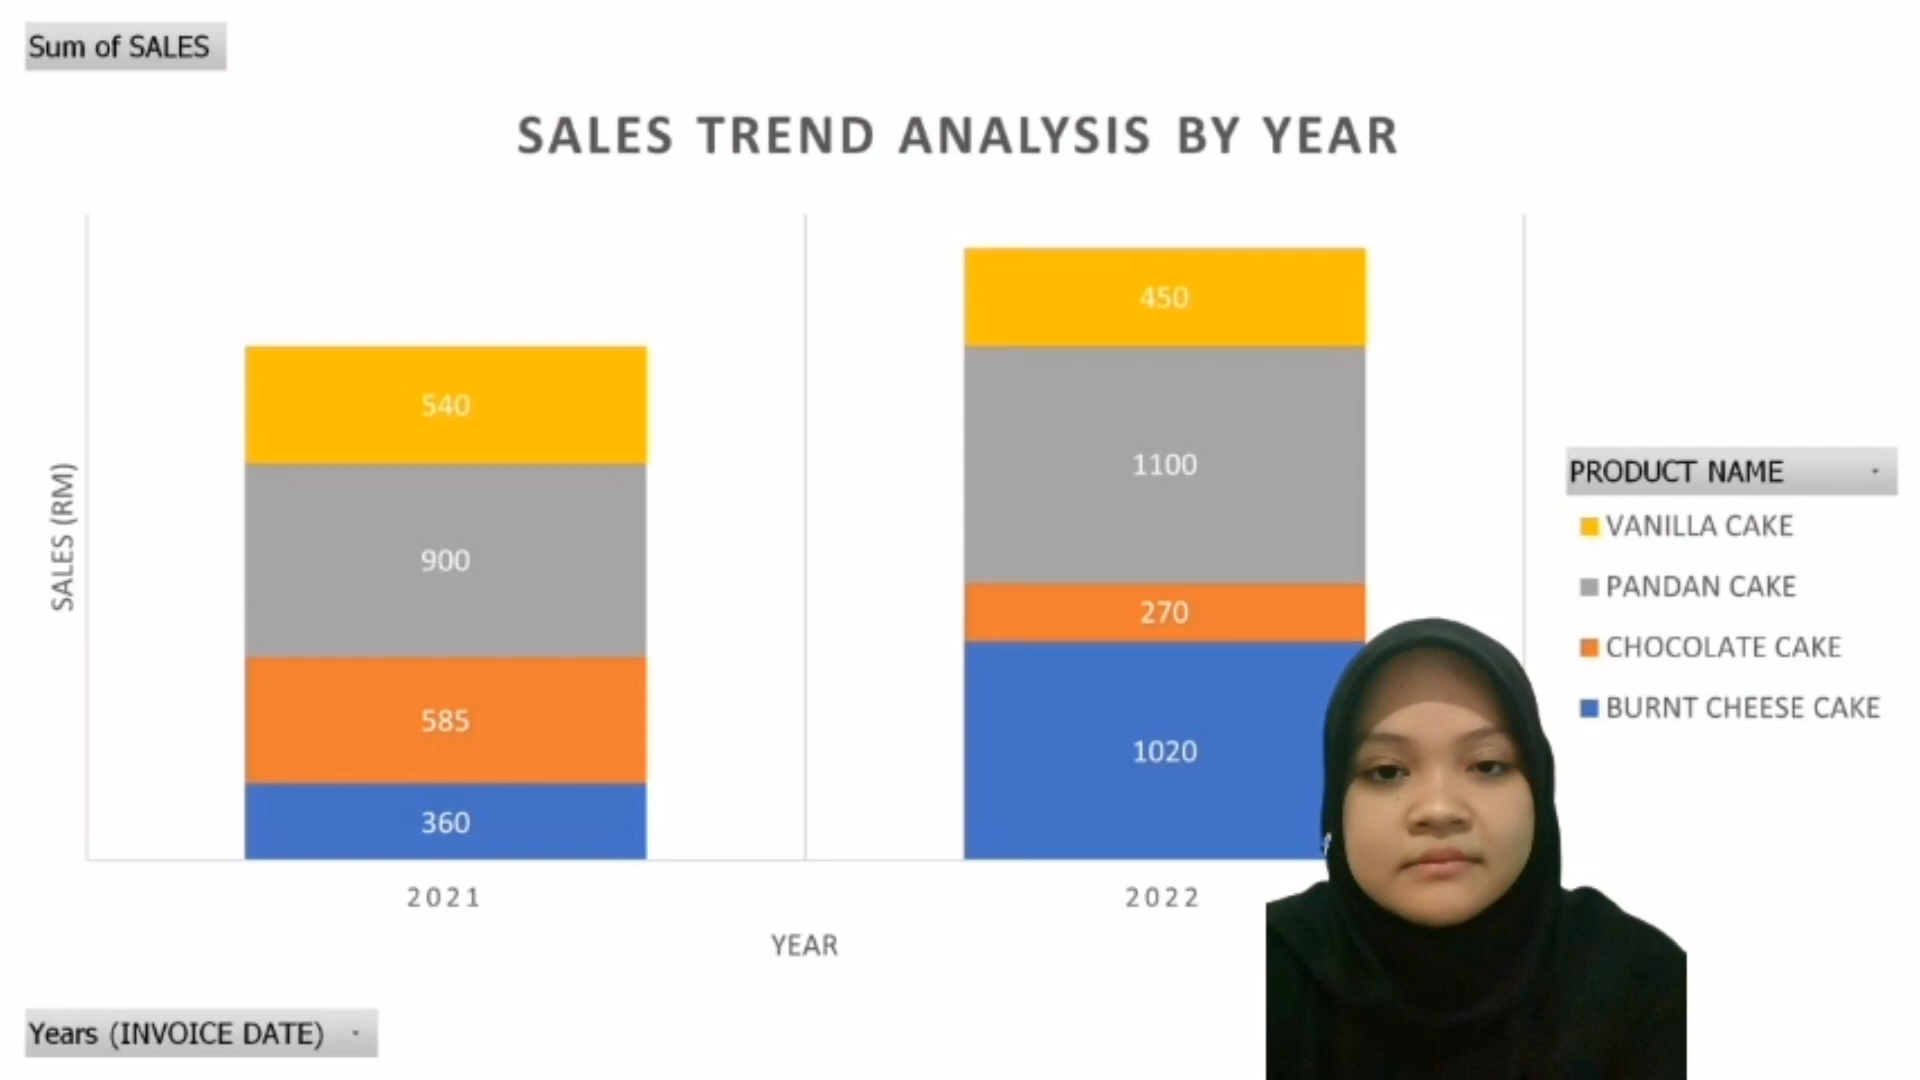 Sum of SALES
SALES TREND ANALYSIS BY YEAR
SALES (RM)
540
900
585
360
450
1100
270
1020
2021
2022
YEAR
PRODUCT NAME
VANILLA CAKE
PANDAN CAKE
CHOCOLATE CAKE
BURNT CHEESE CAKE
Years (INVOICE DATE)